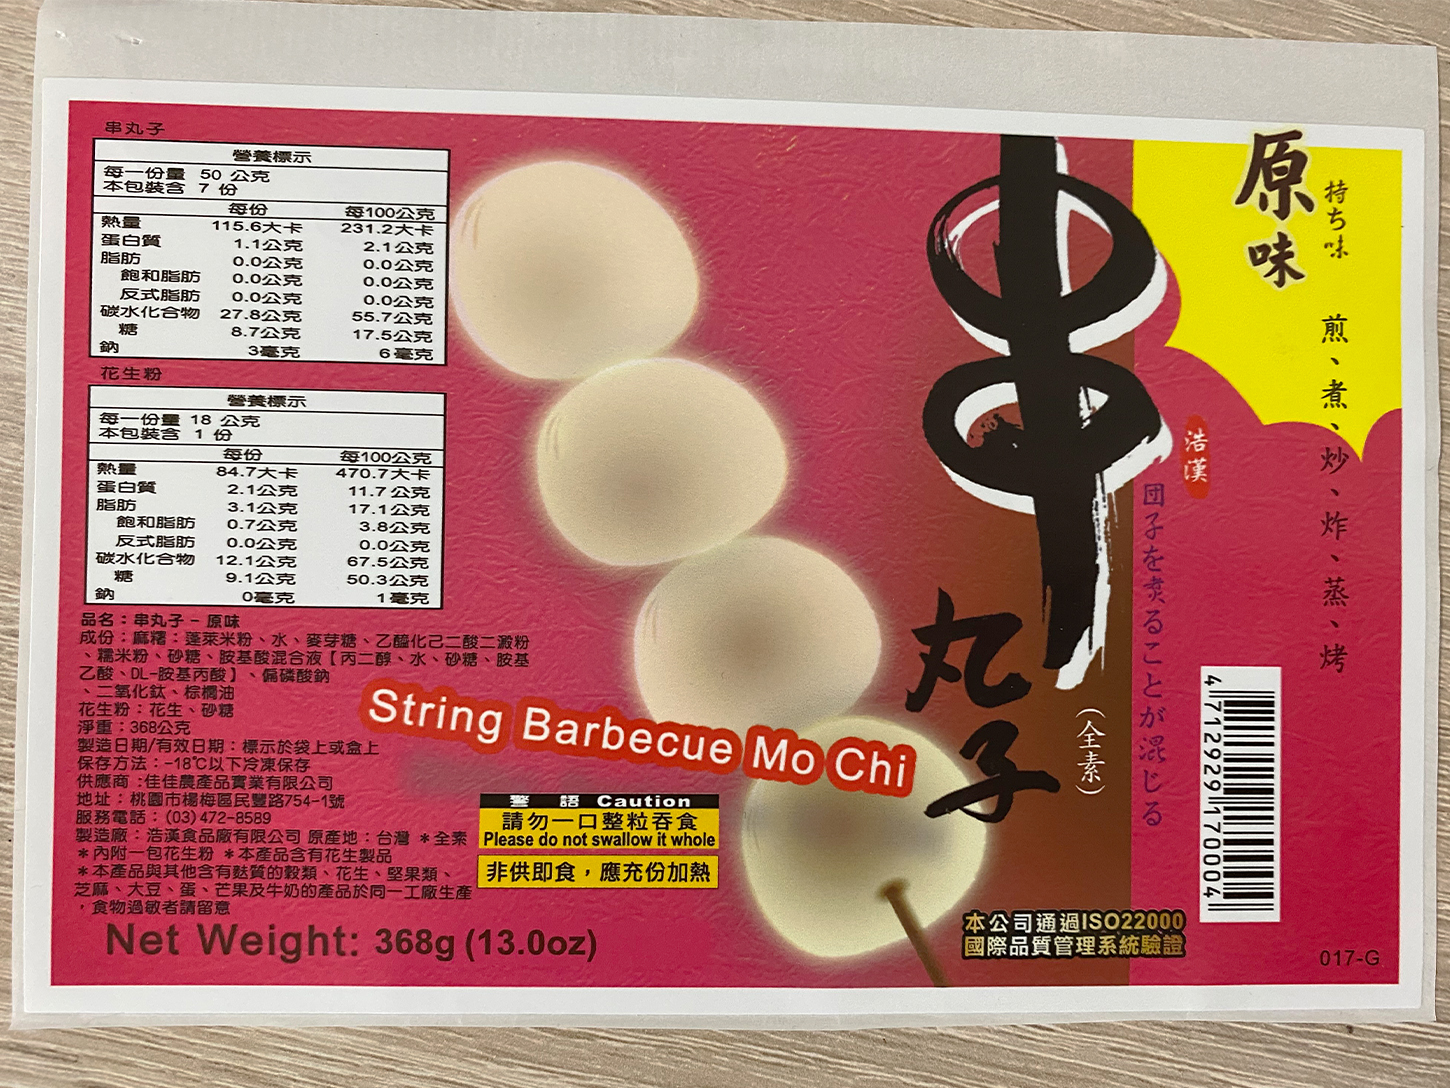 串丸子
營養標示
每一份量 50 公克
本包裝含 7 份
每份 每100公克
熱量 115.6大卡 231.2大卡
蛋白質 1.1公克 2.1公克
脂肪 0.0公克 0.0公克
飽和脂肪 0.0公克 0.0公克
反式脂肪 0.0公克 0.0公克
碳水化合物 27.8公克 55.7公克
糖 8.7公克 17.5公克
鈉 3毫克 6毫克
花生粉
營養標示
每一份量 18 公克
本包裝含 1 份
每份 每100公克
熱量 84.7大卡 470.7大卡
蛋白質 2.1公克 11.7公克
脂肪 3.1公克 17.1公克
飽和脂肪 0.7公克 3.8公克
反式脂肪 0.0公克 0.0公克
碳水化合物 12.1公克 67.5公克
糖 9.1公克 50.3公克
鈉 0毫克 1毫克
品名：串丸子－原味
成份：麻糬：蓬萊米粉、水、麥芽糖、乙醯化己二酸二澱粉
、糯米粉、砂糖、胺基酸混合液【丙二醇、水、砂糖、胺基
乙酸、DL-胺基丙酸】、偏磷酸鈉
、二氧化鈦、棕櫚油
花生粉：花生、砂糖
淨重：368公克
製造日期/有效日期：標示於袋上或盒上
保存方法：-18℃以下冷凍保存
供應商：佳佳農產品實業有限公司
地址：桃園市楊梅區民豐路754-1號
服務電話：(03)472-8589
製造廠：浩漢食品廠有限公司 原產地：台灣 ＊全素
＊內附一包花生粉 ＊本產品含有花生製品
＊本產品與其他含有麩質的穀類、花生、堅果類、
芝麻、大豆、蛋、芒果及牛奶的產品於同一工廠生產
，食物過敏者請留意
Net Weight: 368g (13.0oz)
String Barbecue Mo Chi
警 語 Caution
請勿一口整粒吞食
Please do not swallow it whole
非供即食，應充份加熱
串
丸子
（全素）
浩漢
団子を煮ることが混じる
原味
持ち味
煎、煮、炒、炸、蒸、烤
4712929170004
本公司通過ISO22000
國際品質管理系統驗證
017-G